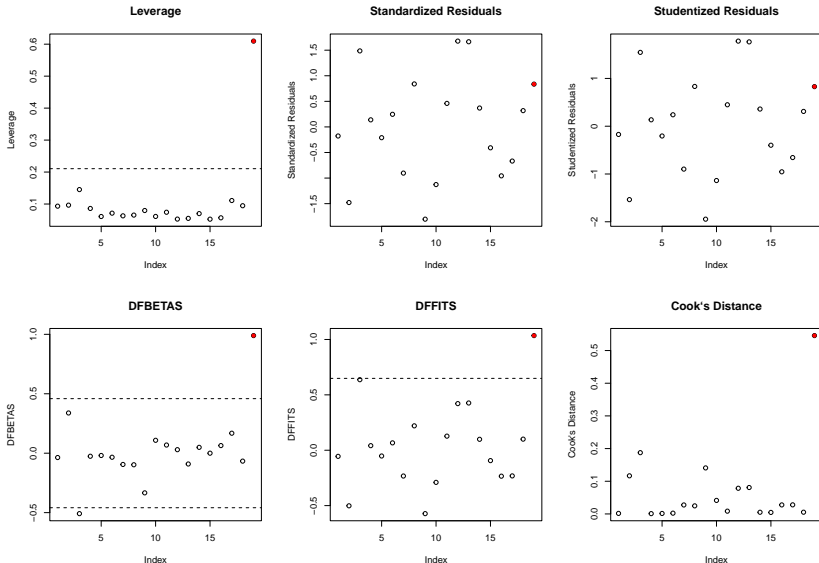 Leverage
Leverage
0.1 0.2 0.3 0.4 0.5 0.6
5 10 15
Index
Standardized Residuals
Standardized Residuals
−1.5 −0.5 0.0 0.5 1.0 1.5
5 10 15
Index
Studentized Residuals
Studentized Residuals
−2 −1 0 1
5 10 15
Index
DFBETAS
DFBETAS
−0.5 0.0 0.5 1.0
5 10 15
Index
DFFITS
DFFITS
−0.5 0.0 0.5 1.0
5 10 15
Index
Cook's Distance
Cook's Distance
0.0 0.1 0.2 0.3 0.4 0.5
5 10 15
Index